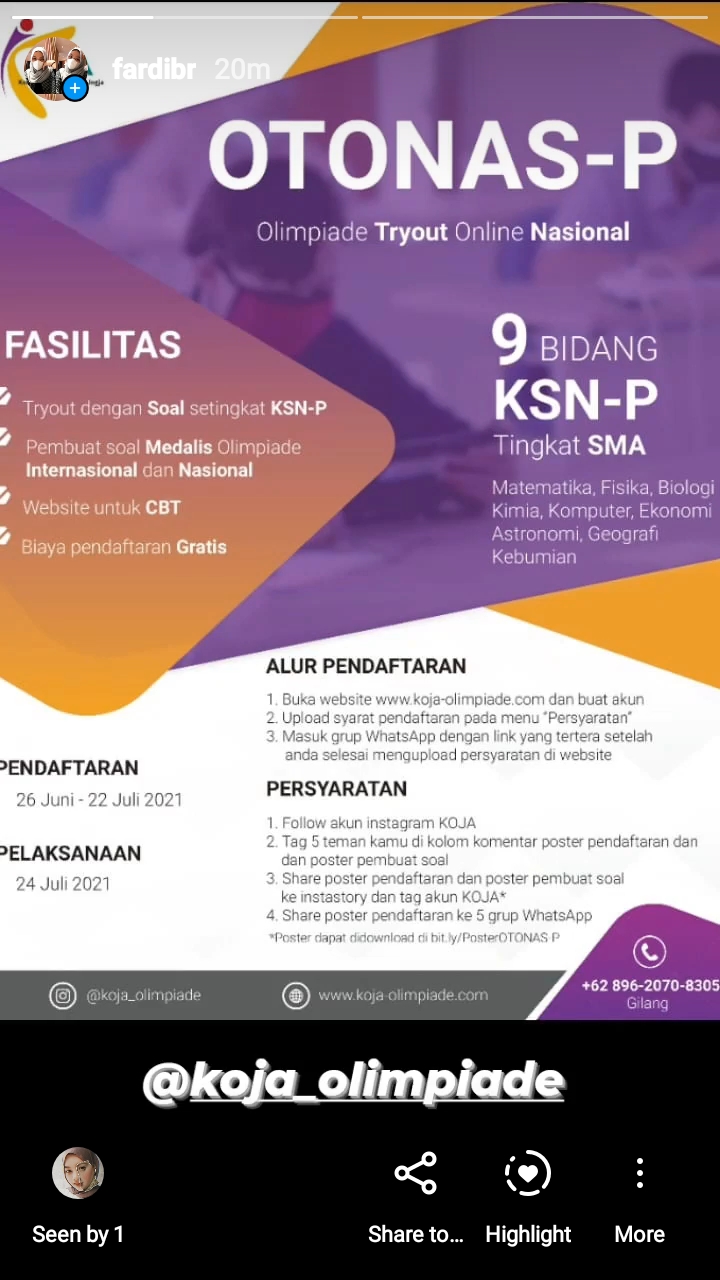 fardibr 20m
OTONAS-P
Olimpiade Tryout Online Nasional
FASILITAS
Tryout dengan Soal setingkat KSN-P
Pembuat soal Medalis Olimpiade
Internasional dan Nasional
Website untuk CBT
Biaya pendaftaran Gratis
9 BIDANG
KSN-P
Tingkat SMA
Matematika, Fisika, Biologi
Kimia, Komputer, Ekonomi
Astronomi, Geografi
Kebumian
ALUR PENDAFTARAN
1. Buka website www.koja-olimpiade.com dan buat akun
2. Upload syarat pendaftaran pada menu "Persyaratan"
3. Masuk grup WhatsApp dengan link yang tertera setelah
anda selesai mengupload persyaratan di website
PENDAFTARAN
26 Juni - 22 Juli 2021
PELAKSANAAN
24 Juli 2021
PERSYARATAN
1. Follow akun instagram KOJA
2. Tag 5 teman kamu di kolom komentar poster pendaftaran dan
dan poster pembuat soal
3. Share poster pendaftaran dan poster pembuat soal
ke instastory dan tag akun KOJA*
4. Share poster pendaftaran ke 5 grup WhatsApp
*Poster dapat didownload di bit.ly/PosterOTONAS-P
@koja_olimpiade
www.koja-olimpiade.com
+62 896-2070-8305
Gilang
@koja_olimpiade
Seen by 1
Share to...
Highlight
More